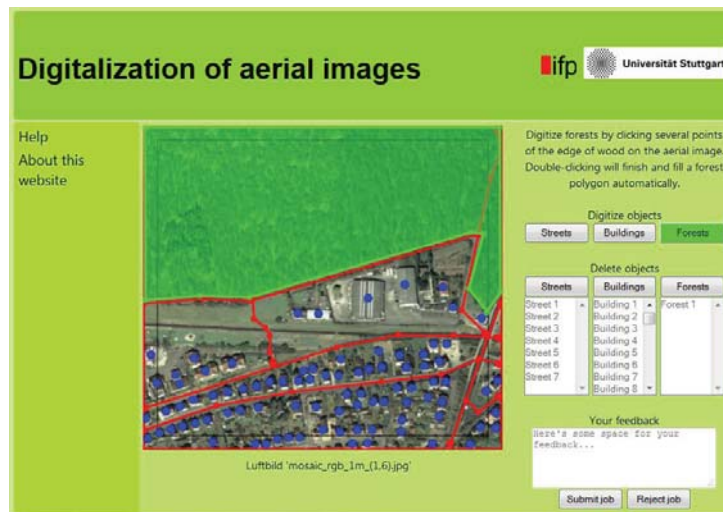 Digitalization of aerial images
ifp
Universität Stuttgart
Help
About this
website
Luftbild 'mosaic_rgb_1m_(1,6).jpg'
Digitize forests by clicking several points
of the edge of wood on the aerial image.
Double-clicking will finish and fill a forest
polygon automatically.
Digitize objects
Streets Buildings Forests
Delete objects
Streets Buildings Forests
Street 1 Building 1 Forest 1
Street 2 Building 2
Street 3 Building 3
Street 4 Building 4
Street 5 Building 5
Street 6 Building 6
Street 7 Building 7
Building 8
Your feedback
Here's some space for your
feedback...
Submit job Reject job